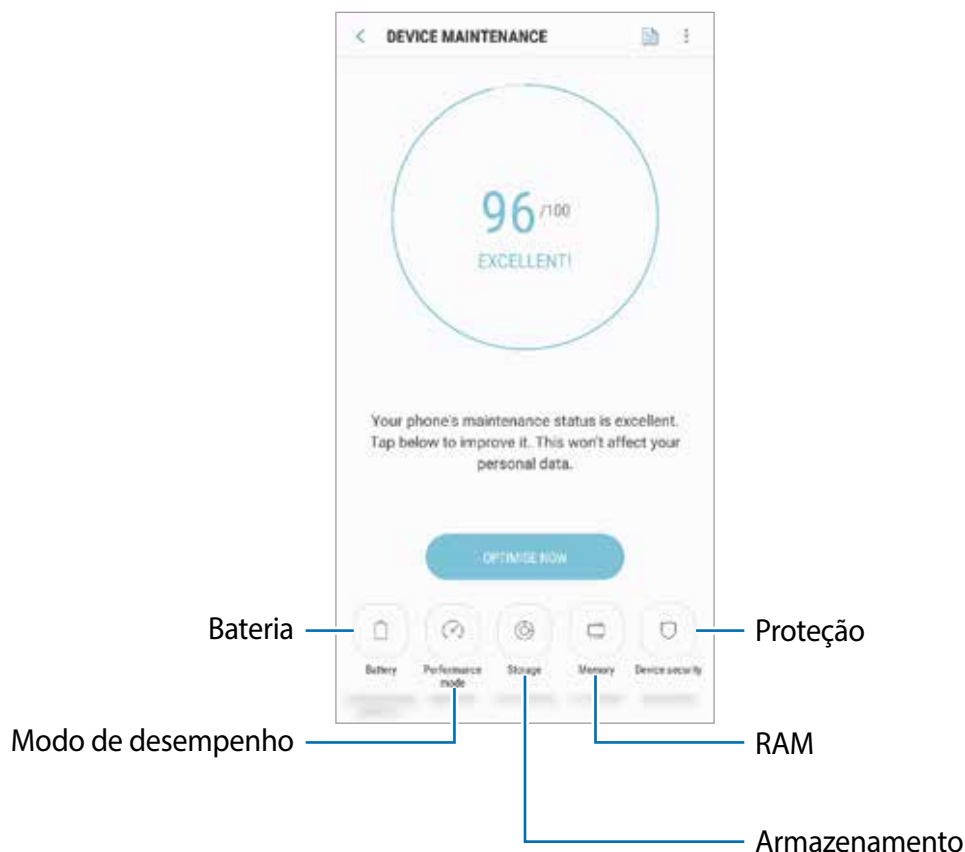 DEVICE MAINTENANCE
96 /100
EXCELLENT!
Your phone's maintenance status is excellent.
Tap below to improve it. This won't affect your
personal data.
OPTIMISE NOW
Bateria
Proteção
Battery
Performance
mode
Storage
Memory
Device security
Modo de desempenho
RAM
Armazenamento